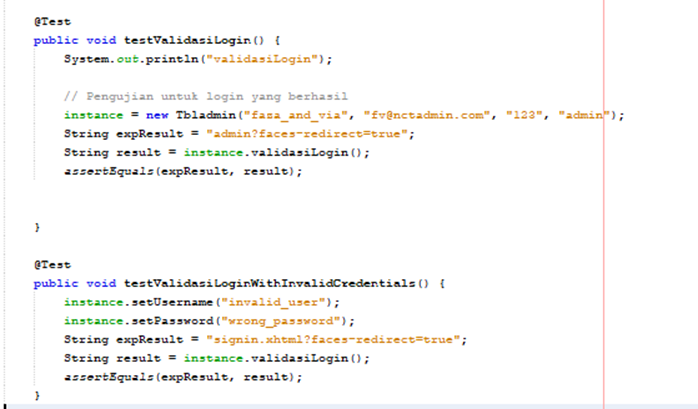 @Test
public void testValidasiLogin() {
System.out.println("validasiLogin");
// Pengujian untuk login yang berhasil
instance = new Tbladmin("fasa_and_via", "fv@nctadmin.com", "123", "admin");
String expResult = "admin?faces-redirect=true";
String result = instance.validasiLogin();
assertEquals(expResult, result);
}
@Test
public void testValidasiLoginWithInvalidCredentials() {
instance.setUsername("invalid_user");
instance.setPassword("wrong_password");
String expResult = "signin.xhtml?faces-redirect=true";
String result = instance.validasiLogin();
assertEquals(expResult, result);
}